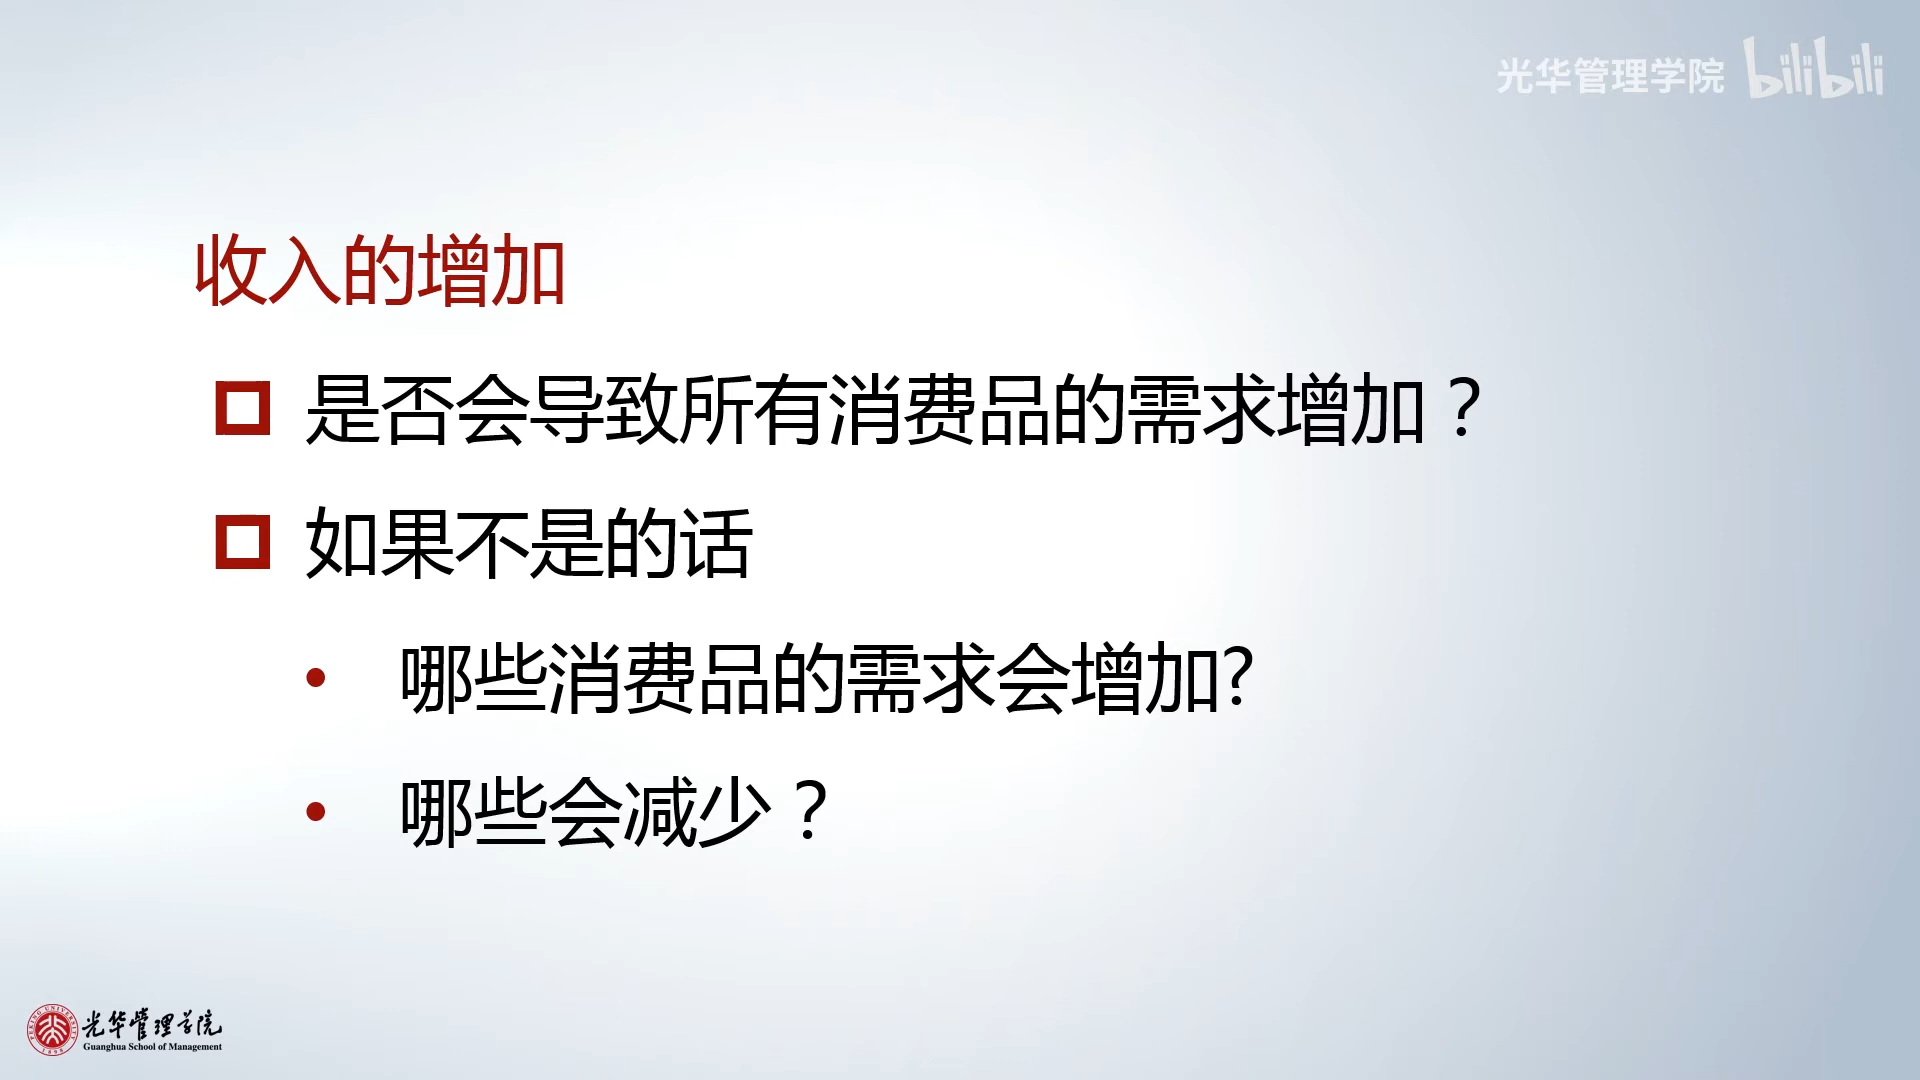 光华管理学院 bilibili
收入的增加
是否会导致所有消费品的需求增加？
如果不是的话
• 哪些消费品的需求会增加?
• 哪些会减少？
PEKING UNIVERSITY 1898
光华管理学院
Guanghua School of Management